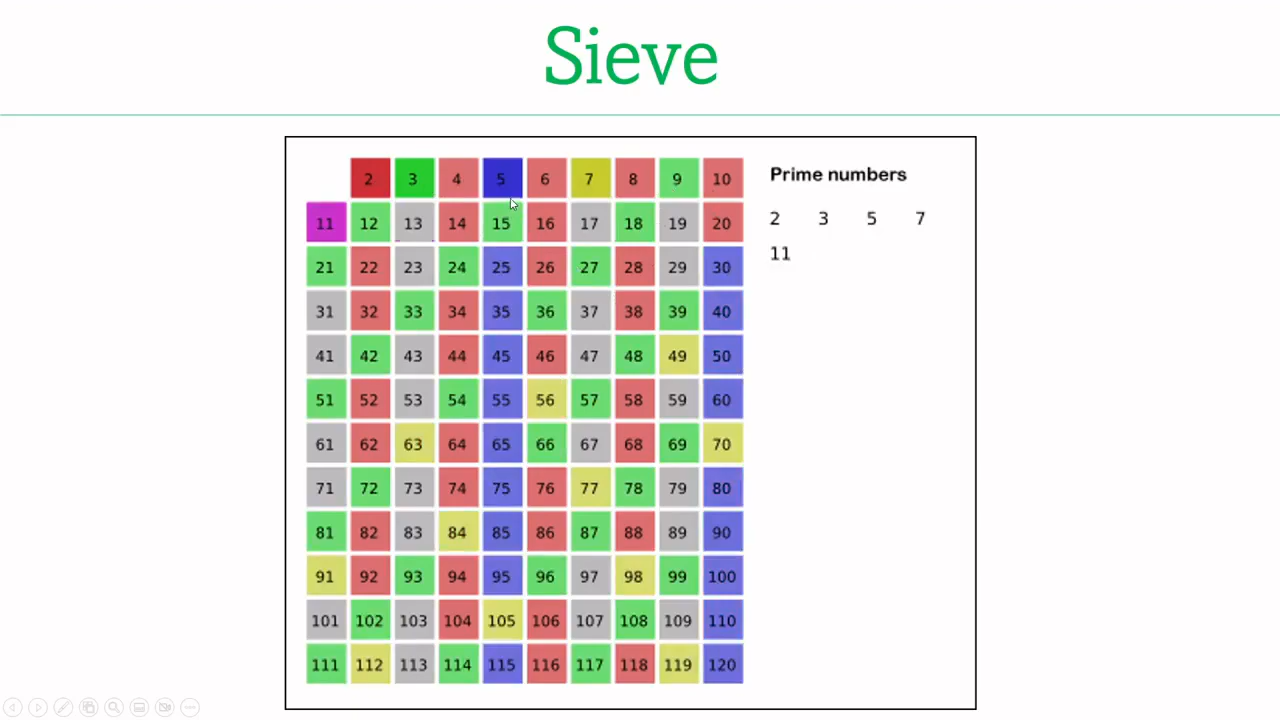 Sieve
2 3 4 5 6 7 8 9 10
Prime numbers
11 12 13 14 15 16 17 18 19 20
2 3 5 7
11
21 22 23 24 25 26 27 28 29 30
31 32 33 34 35 36 37 38 39 40
41 42 43 44 45 46 47 48 49 50
51 52 53 54 55 56 57 58 59 60
61 62 63 64 65 66 67 68 69 70
71 72 73 74 75 76 77 78 79 80
81 82 83 84 85 86 87 88 89 90
91 92 93 94 95 96 97 98 99 100
101 102 103 104 105 106 107 108 109 110
111 112 113 114 115 116 117 118 119 120